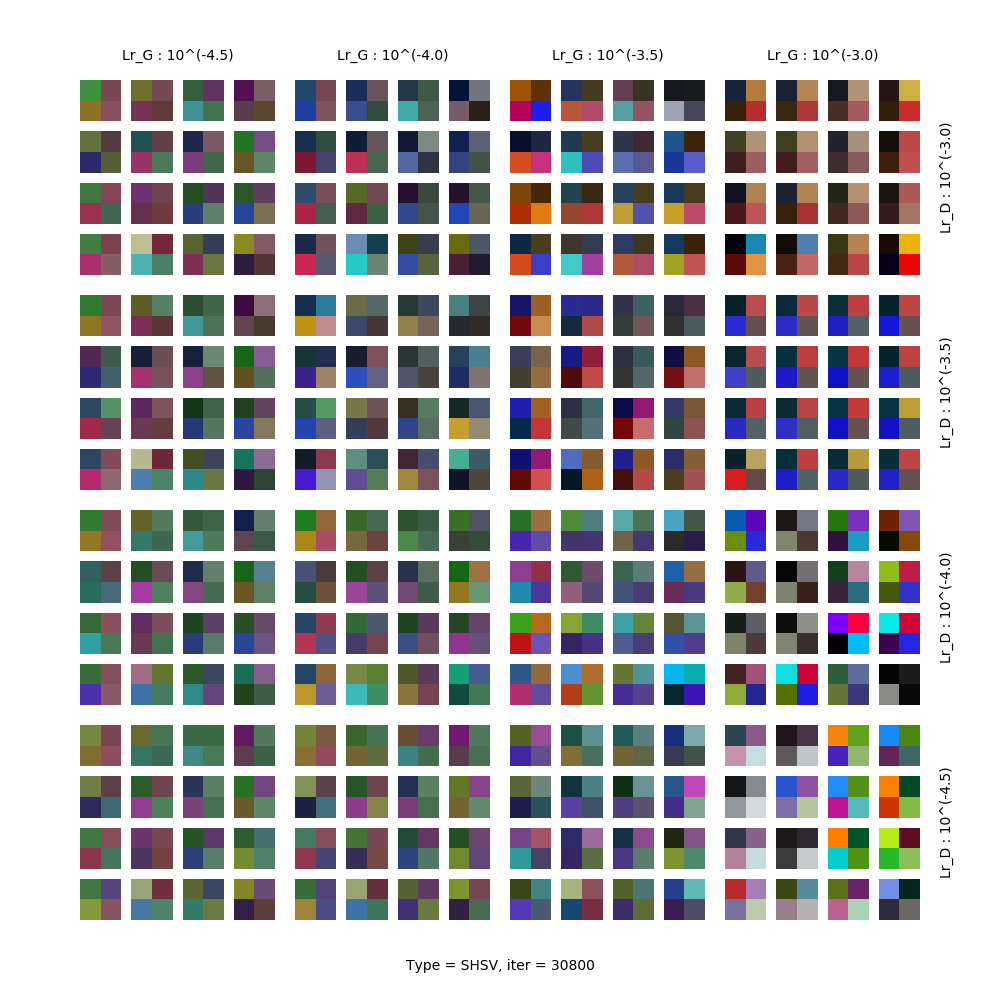 Lr_G : 10^(-4.5)
Lr_G : 10^(-4.0)
Lr_G : 10^(-3.5)
Lr_G : 10^(-3.0)
Lr_D : 10^(-3.0)
Lr_D : 10^(-3.5)
Lr_D : 10^(-4.0)
Lr_D : 10^(-4.5)
Type = SHSV, iter = 30800